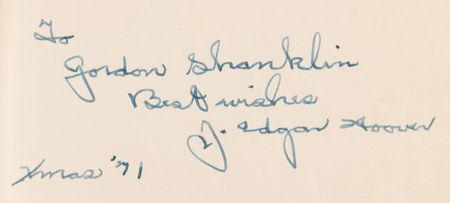 To
Gordon Shanklin
Best wishes
J. Edgar Hoover
Xmas '71